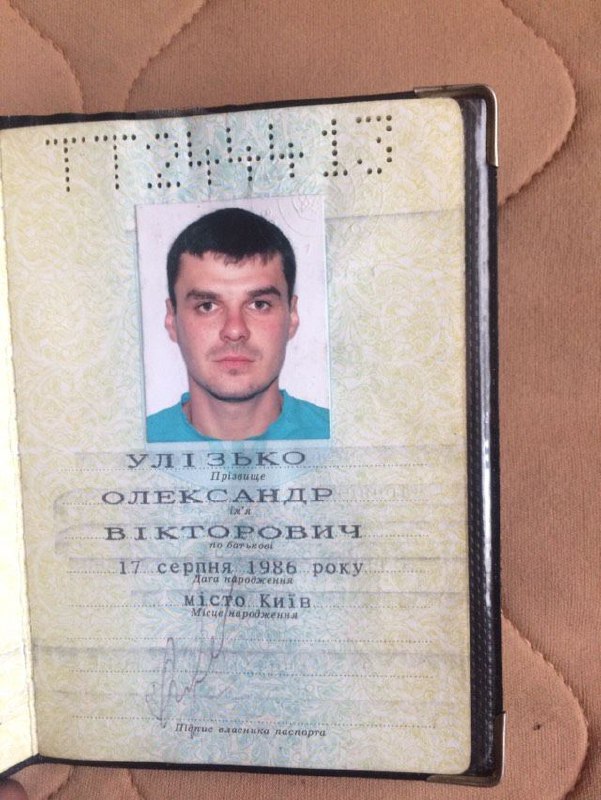 ТТ244413
УЛІЗЬКО
Прізвище
ОЛЕКСАНДР
ім'я
ВІКТОРОВИЧ
по батькові
17 серпня 1986 року
Дата народження
місто Київ
Місце народження
Підпис власника паспорта